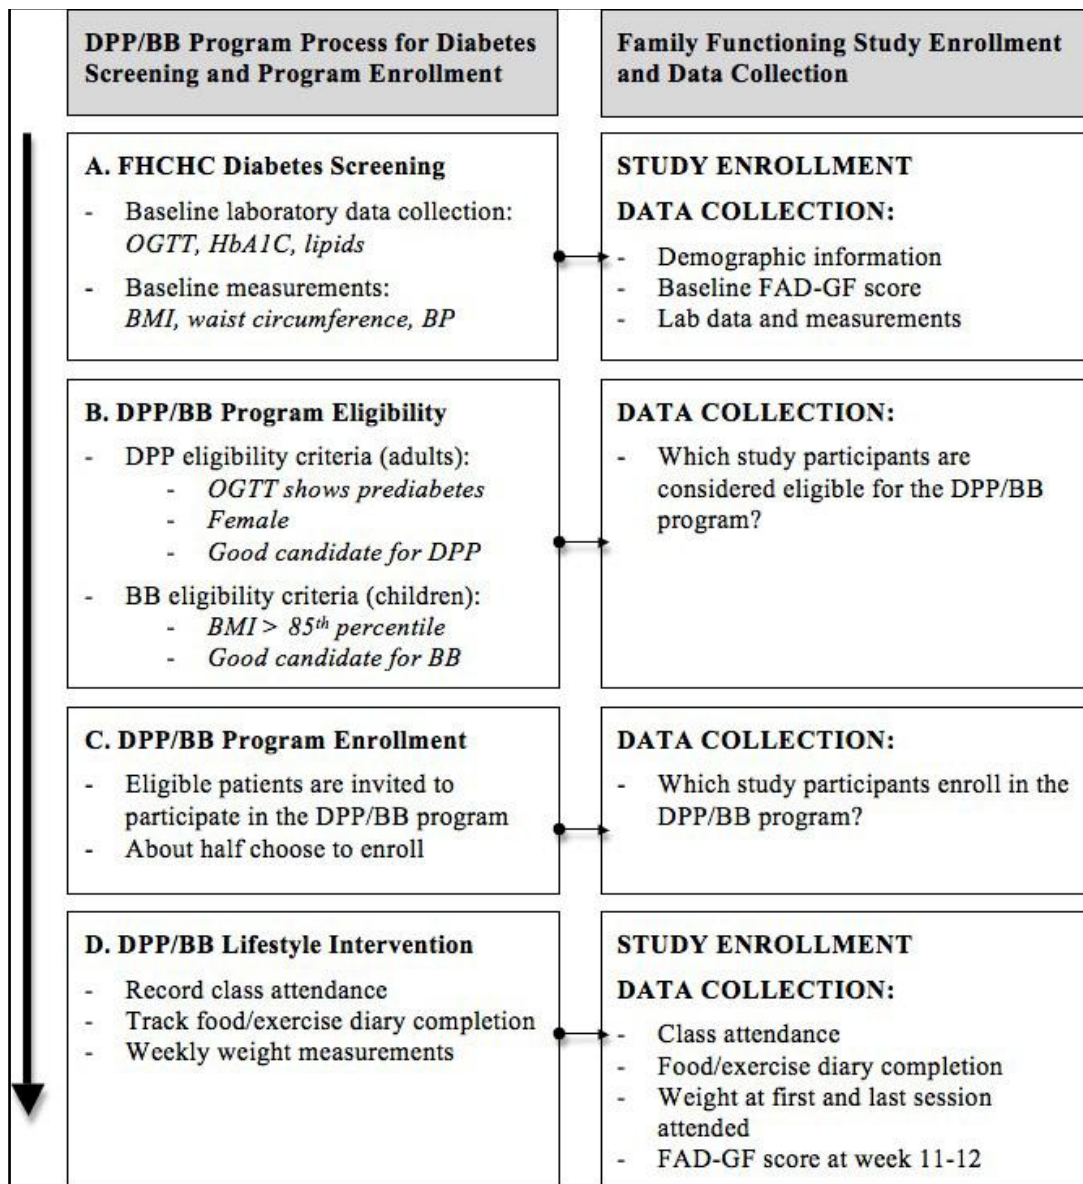 DPP/BB Program Process for Diabetes
Screening and Program Enrollment
Family Functioning Study Enrollment
and Data Collection
A. FHCHC Diabetes Screening
- Baseline laboratory data collection:
OGTT, HbA1C, lipids
- Baseline measurements:
BMI, waist circumference, BP
STUDY ENROLLMENT
DATA COLLECTION:
- Demographic information
- Baseline FAD-GF score
- Lab data and measurements
B. DPP/BB Program Eligibility
- DPP eligibility criteria (adults):
- OGTT shows prediabetes
- Female
- Good candidate for DPP
- BB eligibility criteria (children):
- BMI > 85th percentile
- Good candidate for BB
DATA COLLECTION:
- Which study participants are
considered eligible for the DPP/BB
program?
C. DPP/BB Program Enrollment
- Eligible patients are invited to
participate in the DPP/BB program
- About half choose to enroll
DATA COLLECTION:
- Which study participants enroll in the
DPP/BB program?
D. DPP/BB Lifestyle Intervention
- Record class attendance
- Track food/exercise diary completion
- Weekly weight measurements
STUDY ENROLLMENT
DATA COLLECTION:
- Class attendance
- Food/exercise diary completion
- Weight at first and last session
attended
- FAD-GF score at week 11-12